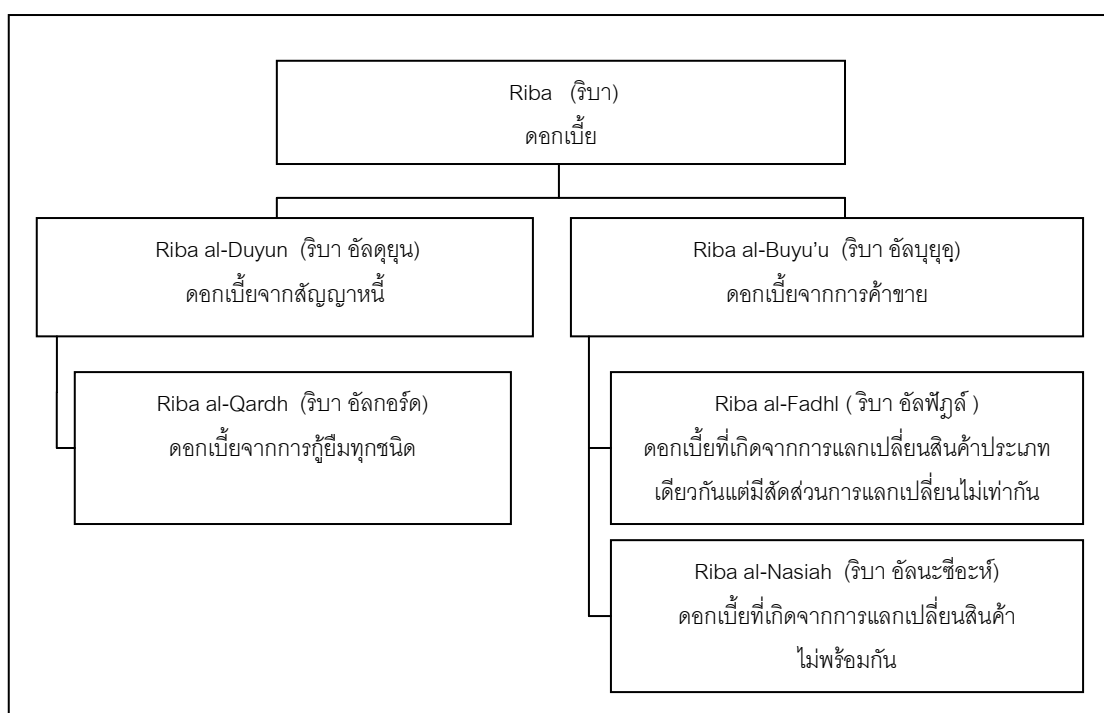 Riba (ริบา)
ดอกเบี้ย
Riba al-Duyun (ริบา อัลดุยุน)
ดอกเบี้ยจากสัญญาหนี้
Riba al-Qardh (ริบา อัลกอร์ด)
ดอกเบี้ยจากการกู้ยืมทุกชนิด
Riba al-Buyu'u (ริบา อัลบุยุอฺ)
ดอกเบี้ยจากการค้าขาย
Riba al-Fadhl ( ริบา อัลฟัฎล์ )
ดอกเบี้ยที่เกิดจากการแลกเปลี่ยนสินค้าประเภท
เดียวกันแต่มีสัดส่วนการแลกเปลี่ยนไม่เท่ากัน
Riba al-Nasiah (ริบา อัลนะซีอะห์)
ดอกเบี้ยที่เกิดจากการแลกเปลี่ยนสินค้า
ไม่พร้อมกัน